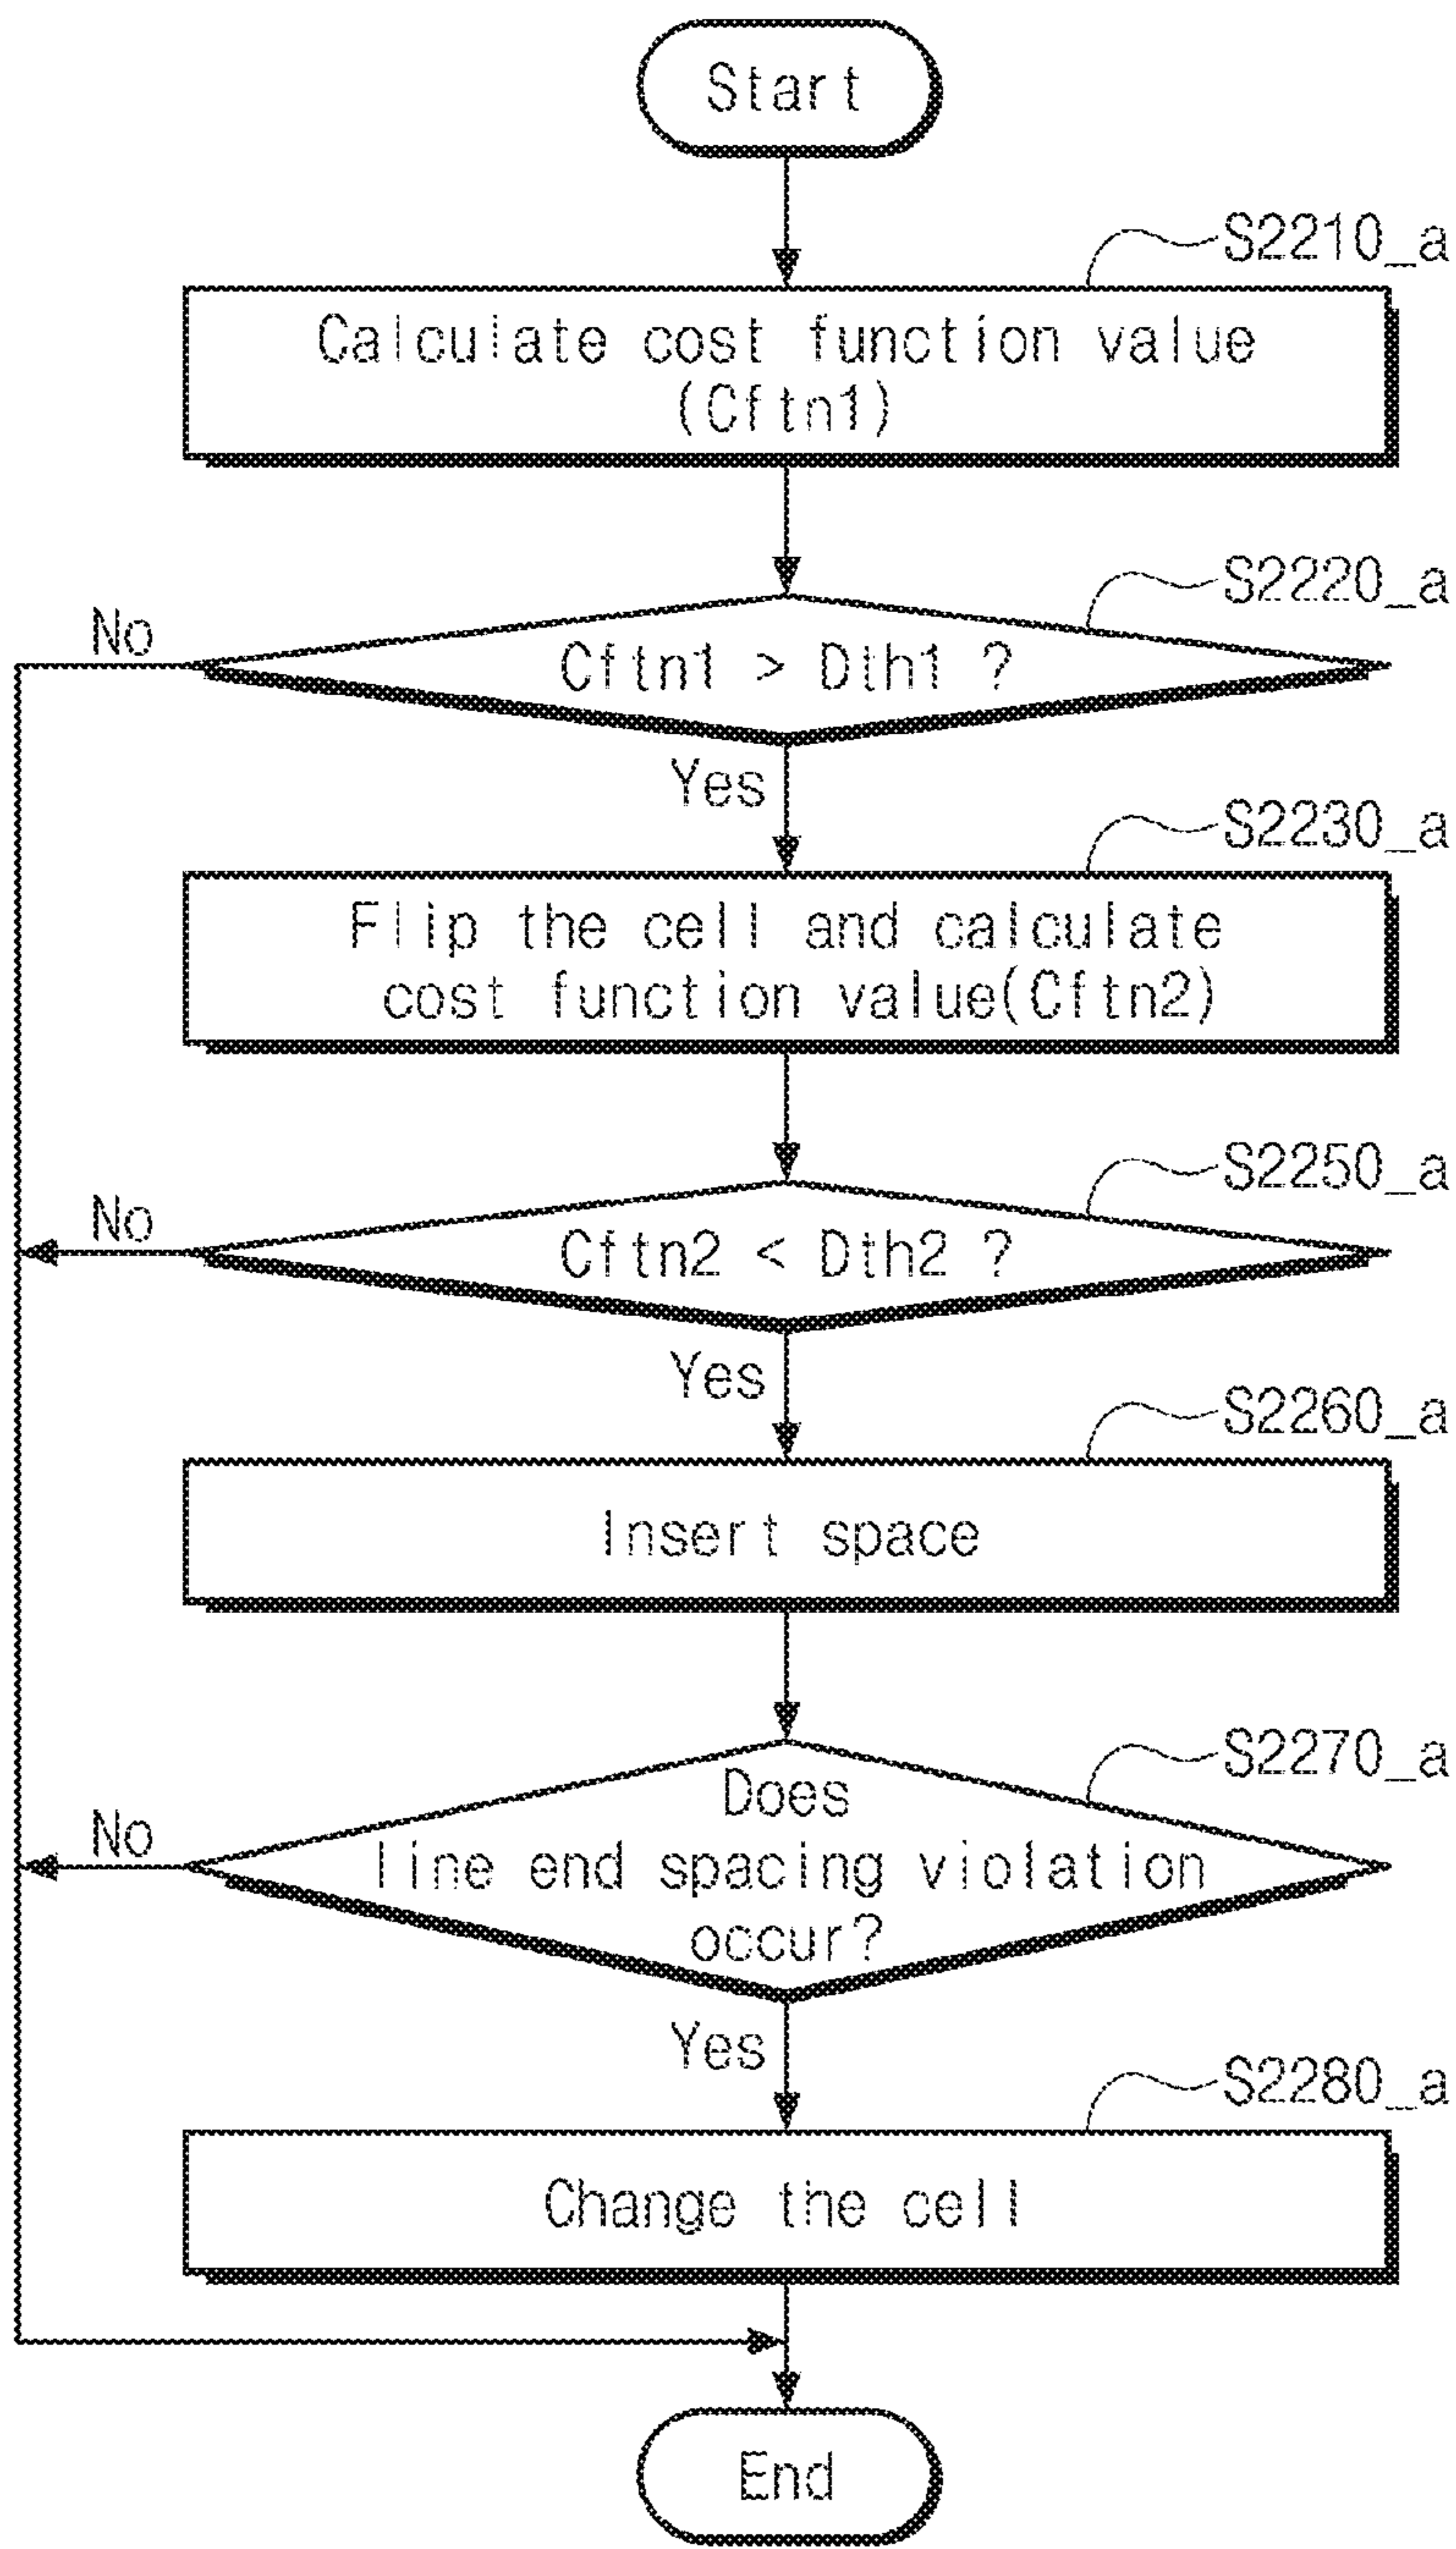 Start
S2210_a
Calculate cost function value
(Cftn1)
S2220_a
No
Cftn1 > Dth1 ?
Yes
S2230_a
Flip the cell and calculate
cost function value(Cftn2)
S2250_a
No
Cftn2 < Dth2 ?
Yes
S2260_a
Insert space
S2270_a
Does
No
line end spacing violation
occur?
Yes
S2280_a
Change the cell
End